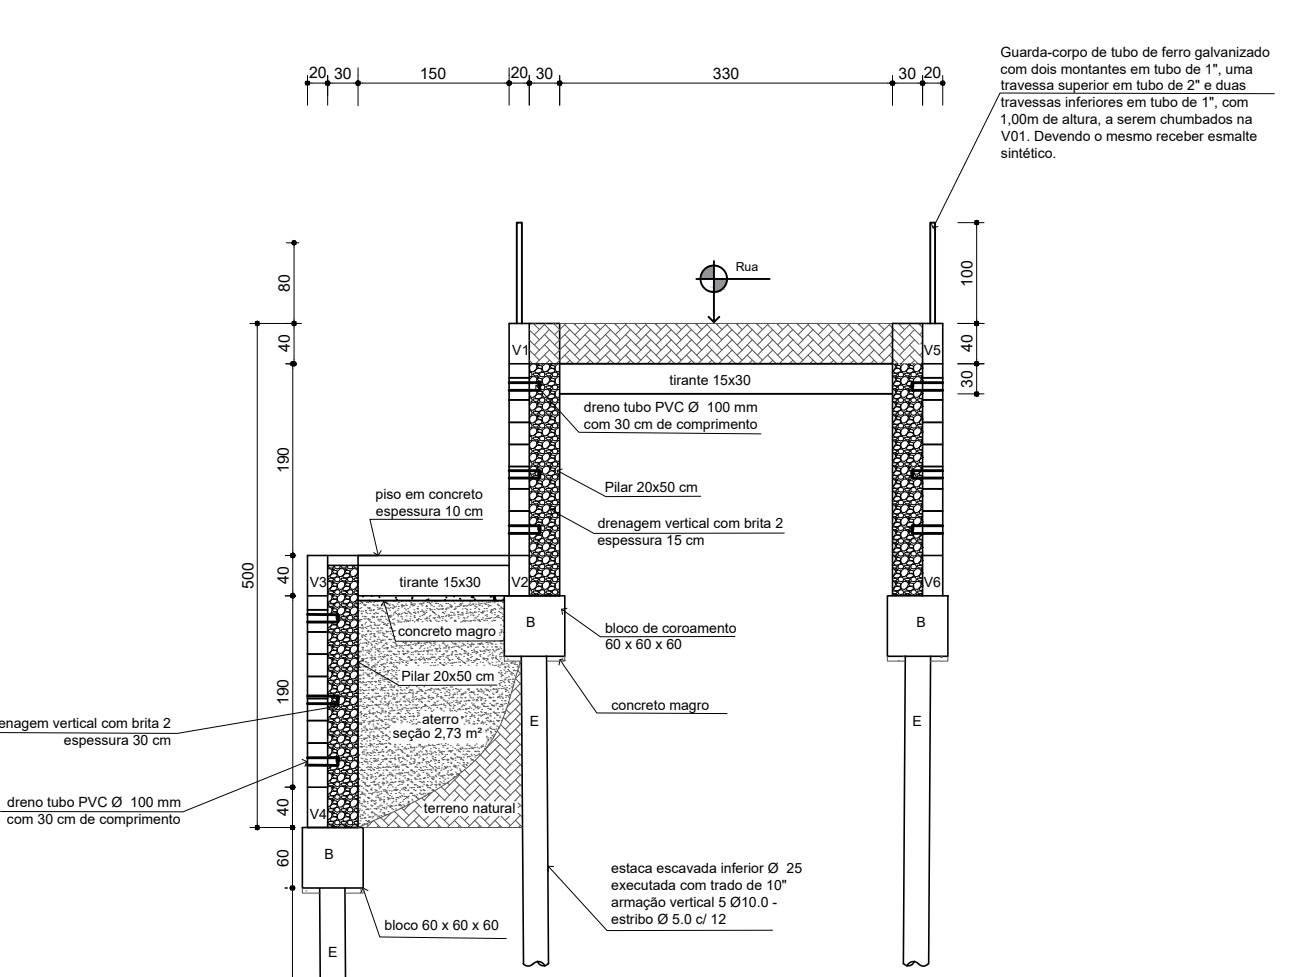 Guarda-corpo de tubo de ferro galvanizado
com dois montantes em tubo de 1", uma
travessa superior em tubo de 2" e duas
travessas inferiores em tubo de 1", com
1,00m de altura, a serem chumbados na
V01. Devendo o mesmo receber esmalte
sintético.
20 30 150 20 30 330 30 20
Rua
80
100
40
V1
V5
40
tirante 15x30
30
dreno tubo PVC Ø 100 mm
com 30 cm de comprimento
190
Pilar 20x50 cm
piso em concreto
espessura 10 cm
drenagem vertical com brita 2
espessura 15 cm
500
40
V3
tirante 15x30
V2
V6
concreto magro
B
bloco de coroamento
60 x 60 x 60
B
Pilar 20x50 cm
190
concreto magro
enagem vertical com brita 2
espessura 30 cm
aterro
seção 2,73 m²
E
E
dreno tubo PVC Ø 100 mm
com 30 cm de comprimento
40
V4
terreno natural
60
B
estaca escavada inferior Ø 25
executada com trado de 10"
armação vertical 5 Ø10.0 -
estribo Ø 5.0 c/ 12
bloco 60 x 60 x 60
E